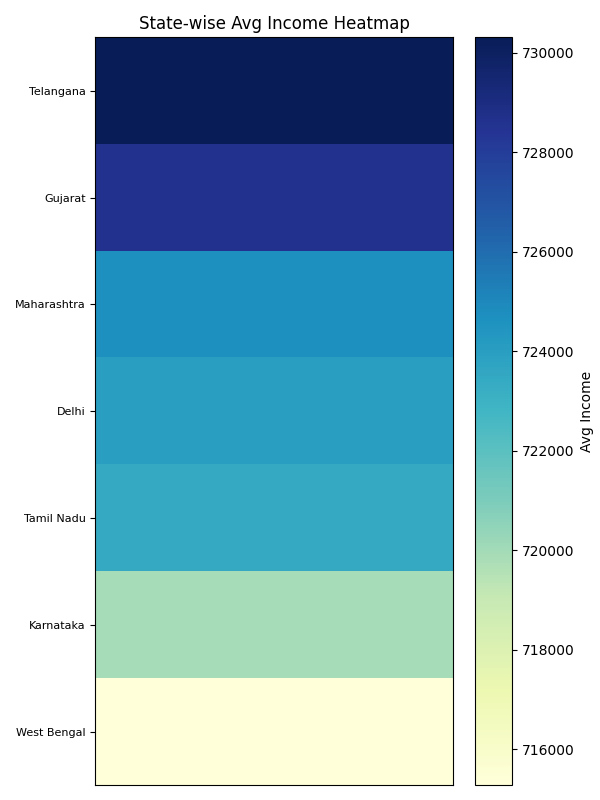 State-wise Avg Income Heatmap
Telangana
Gujarat
Maharashtra
Delhi
Tamil Nadu
Karnataka
West Bengal
730000
728000
726000
724000
722000
720000
718000
716000
Avg Income